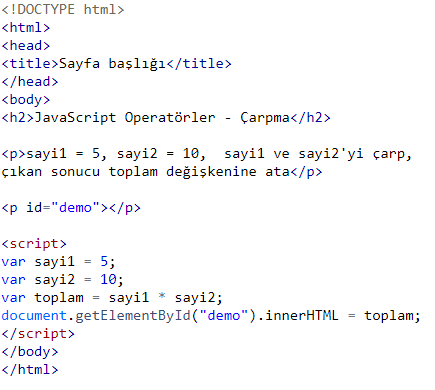 <!DOCTYPE html>
<html>
<head>
<title>Sayfa başlığı</title>
</head>
<body>
<h2>JavaScript Operatörler - Çarpma</h2>
<p>sayi1 = 5, sayi2 = 10,  sayi1 ve sayi2'yi çarp,
çıkan sonucu toplam değişkenine ata</p>
<p id="demo"></p>
<script>
var sayi1 = 5;
var sayi2 = 10;
var toplam = sayi1 * sayi2;
document.getElementById("demo").innerHTML = toplam;
</script>
</body>
</html>